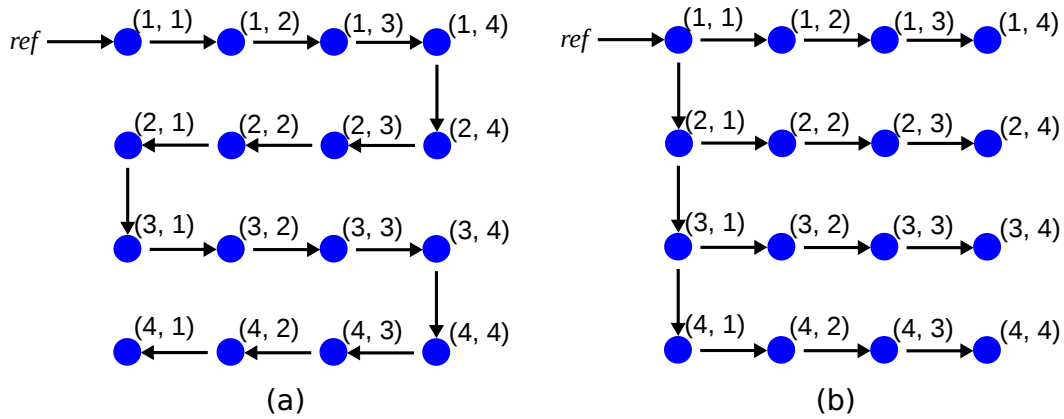 (1, 1) (1, 2) (1, 3) (1, 4)
ref
(2, 1) (2, 2) (2, 3) (2, 4)
(3, 1) (3, 2) (3, 3) (3, 4)
(4, 1) (4, 2) (4, 3) (4, 4)
(a)
(1, 1) (1, 2) (1, 3) (1, 4)
ref
(2, 1) (2, 2) (2, 3) (2, 4)
(3, 1) (3, 2) (3, 3) (3, 4)
(4, 1) (4, 2) (4, 3) (4, 4)
(b)